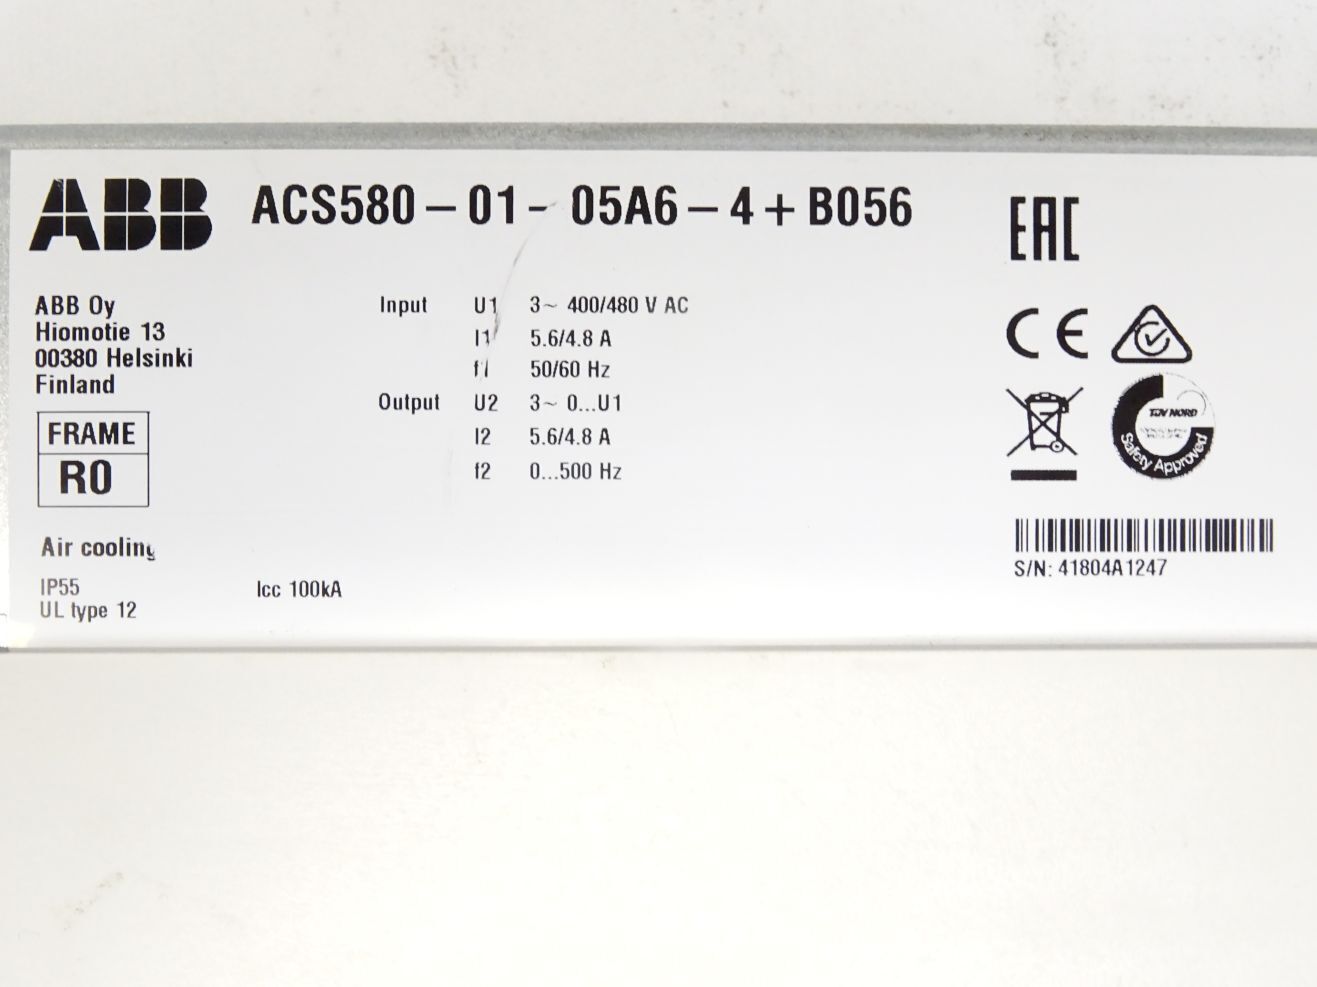 ABB ACS580 – 01 - 05A6 – 4 + B056
EAC
ABB Oy
Hiomotie 13
00380 Helsinki
Finland
FRAME
R0
Air cooling
IP55
UL type 12
Icc 100kA
Input U1 3~ 400/480 V AC
I1 5.6/4.8 A
f1 50/60 Hz
Output U2 3~ 0...U1
I2 5.6/4.8 A
f2 0...500 Hz
CE
TÜV NORD
Safety Approved
S/N: 41804A1247